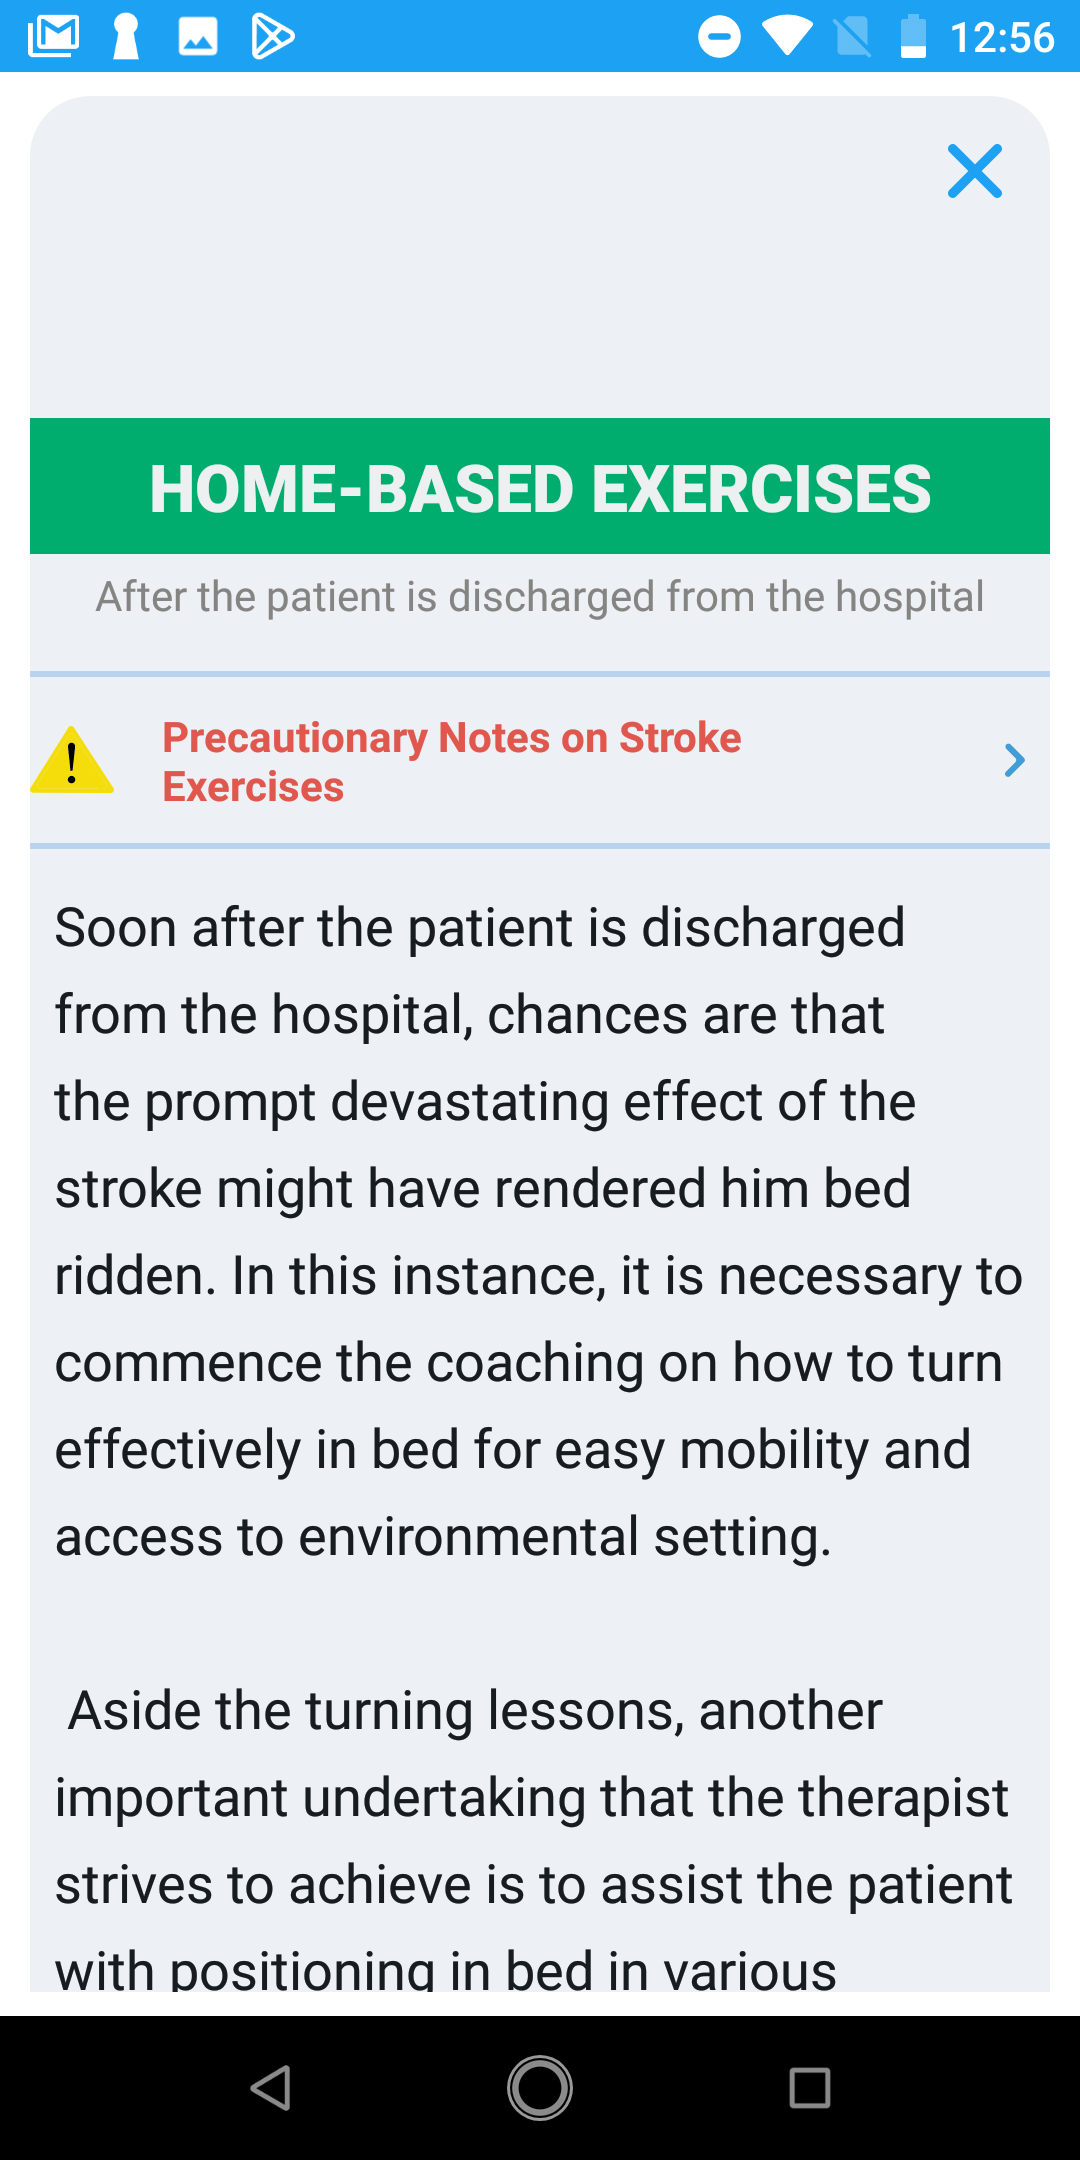 12:56
HOME-BASED EXERCISES
After the patient is discharged from the hospital
Precautionary Notes on Stroke
Exercises
Soon after the patient is discharged
from the hospital, chances are that
the prompt devastating effect of the
stroke might have rendered him bed
ridden. In this instance, it is necessary to
commence the coaching on how to turn
effectively in bed for easy mobility and
access to environmental setting.
Aside the turning lessons, another
important undertaking that the therapist
strives to achieve is to assist the patient
with positioning in bed in various